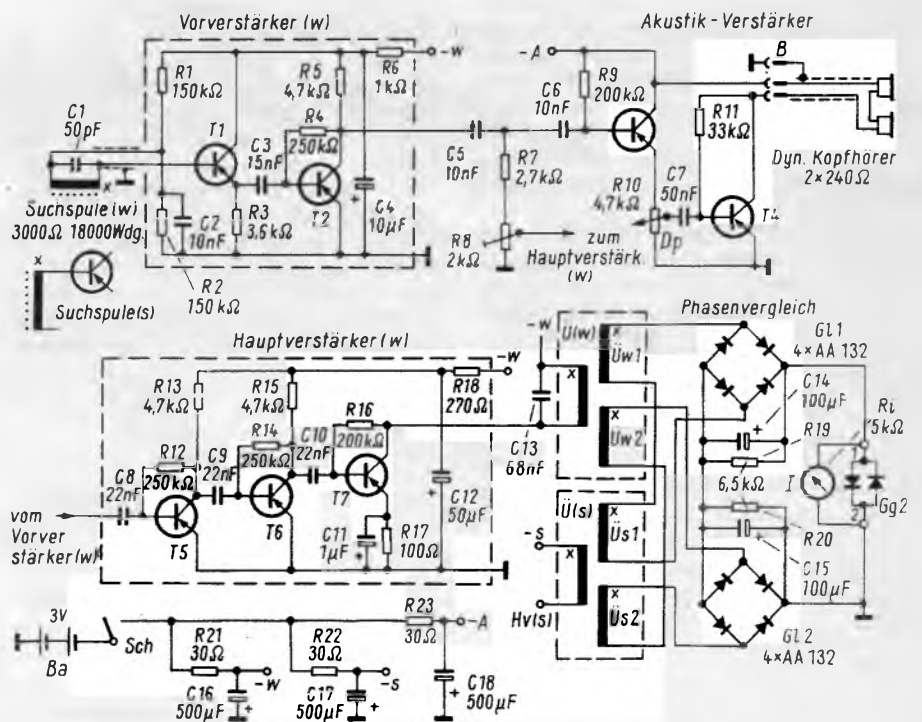 Vorverstärker (w)
Akustik-Verstärker
-w
-A
B
R1
150kΩ
R5
4,7kΩ
R6
1kΩ
R4
250kΩ
C1
50pF
T1
C3
15nF
T2
C6
10nF
R9
200kΩ
R11
33kΩ
Dyn. Kopfhörer
2×240Ω
x
Suchspule (w)
3000Ω 18000Wdg.
C2
10nF
R3
3,6kΩ
C4
10µF
+
C5
10nF
R7
2,7kΩ
R10
4,7kΩ
C7
50nF
T4
Dp
R8
2kΩ
zum
Hauptverstärk
(w)
x
Suchspule(s)
R2
150kΩ
Phasenvergleich
Hauptverstärker(w)
-w
-w
Ü(w)
x
Üw1
x
Gl1
4×AA 132
R13
4,7kΩ
R15
4,7kΩ
R18
270Ω
R16
200kΩ
C14
100µF
+
R12
250kΩ
R14
250kΩ
C10
22nF
C13
68nF
x
Üw2
R19
Ri
5kΩ
C8
22nF
C9
22nF
T7
C12
50µF
+
6,5kΩ
I
1
2
Gg2
vom
Vorver
stärker(w)
T5
T6
C11
1µF
+
R17
100Ω
Ü(s)
-s
x
x
Üs1
R20
+
C15
100µF
Hv(s)
x
Üs2
Gl2
4×AA 132
3V
Ba
Sch
R21
30Ω
R22
30Ω
R23
30Ω
-A
-w
-s
C16
500µF
+
C17
500µF
+
C18
500µF
+